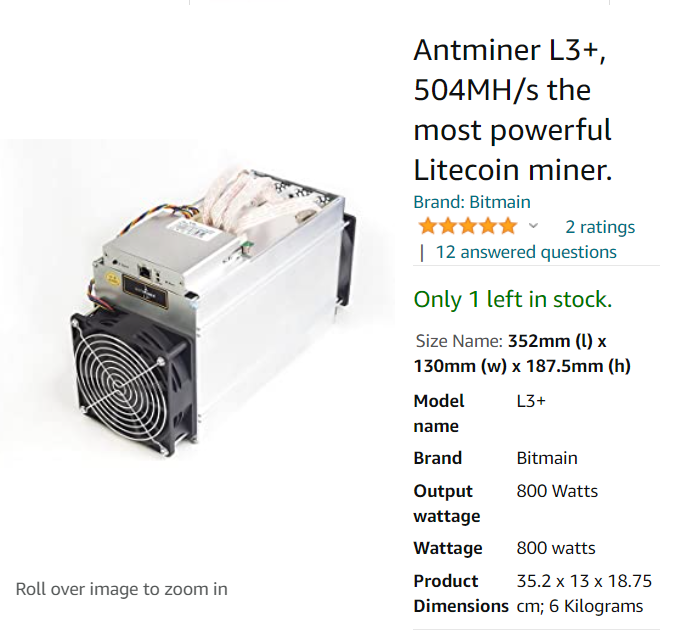 Antminer L3+,
504MH/s the
most powerful
Litecoin miner.
Brand: Bitmain
2 ratings
| 12 answered questions
Only 1 left in stock.
Size Name: 352mm (l) x
130mm (w) x 187.5mm (h)
Model L3+
name
Brand Bitmain
Output 800 Watts
wattage
Wattage 800 watts
Product 35.2 x 13 x 18.75
Dimensions cm; 6 Kilograms
Roll over image to zoom in